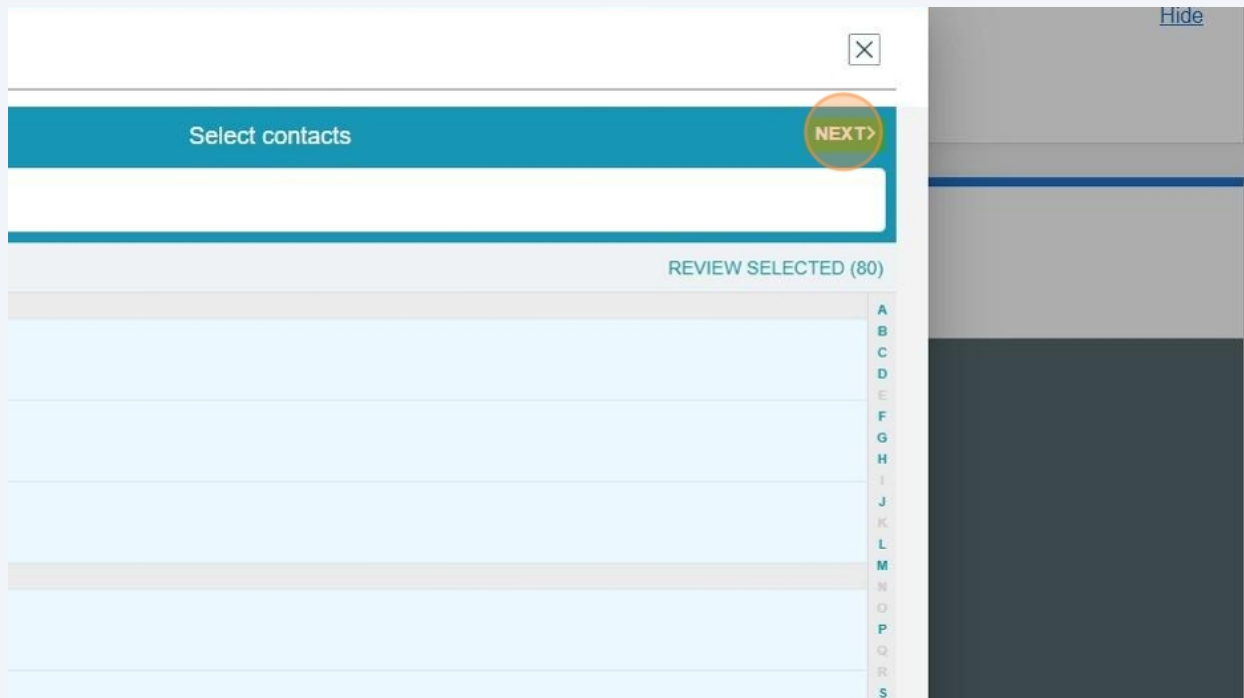 Hide
Select contacts
NEXT>
REVIEW SELECTED (80)
A
B
C
D
E
F
G
H
I
J
K
L
M
N
O
P
Q
R
S